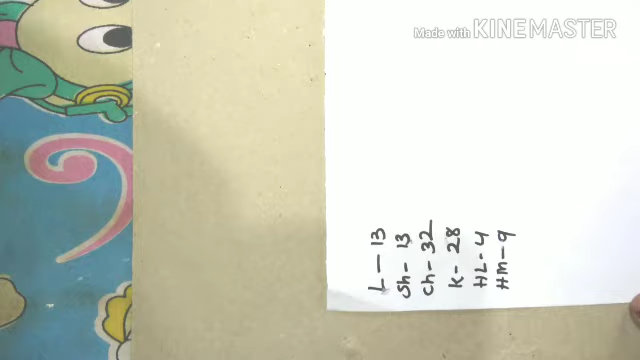 Made with KINEMASTER
L - 13
Sh - 13
Ch - 32
K - 28
HL - 4
HM - 9